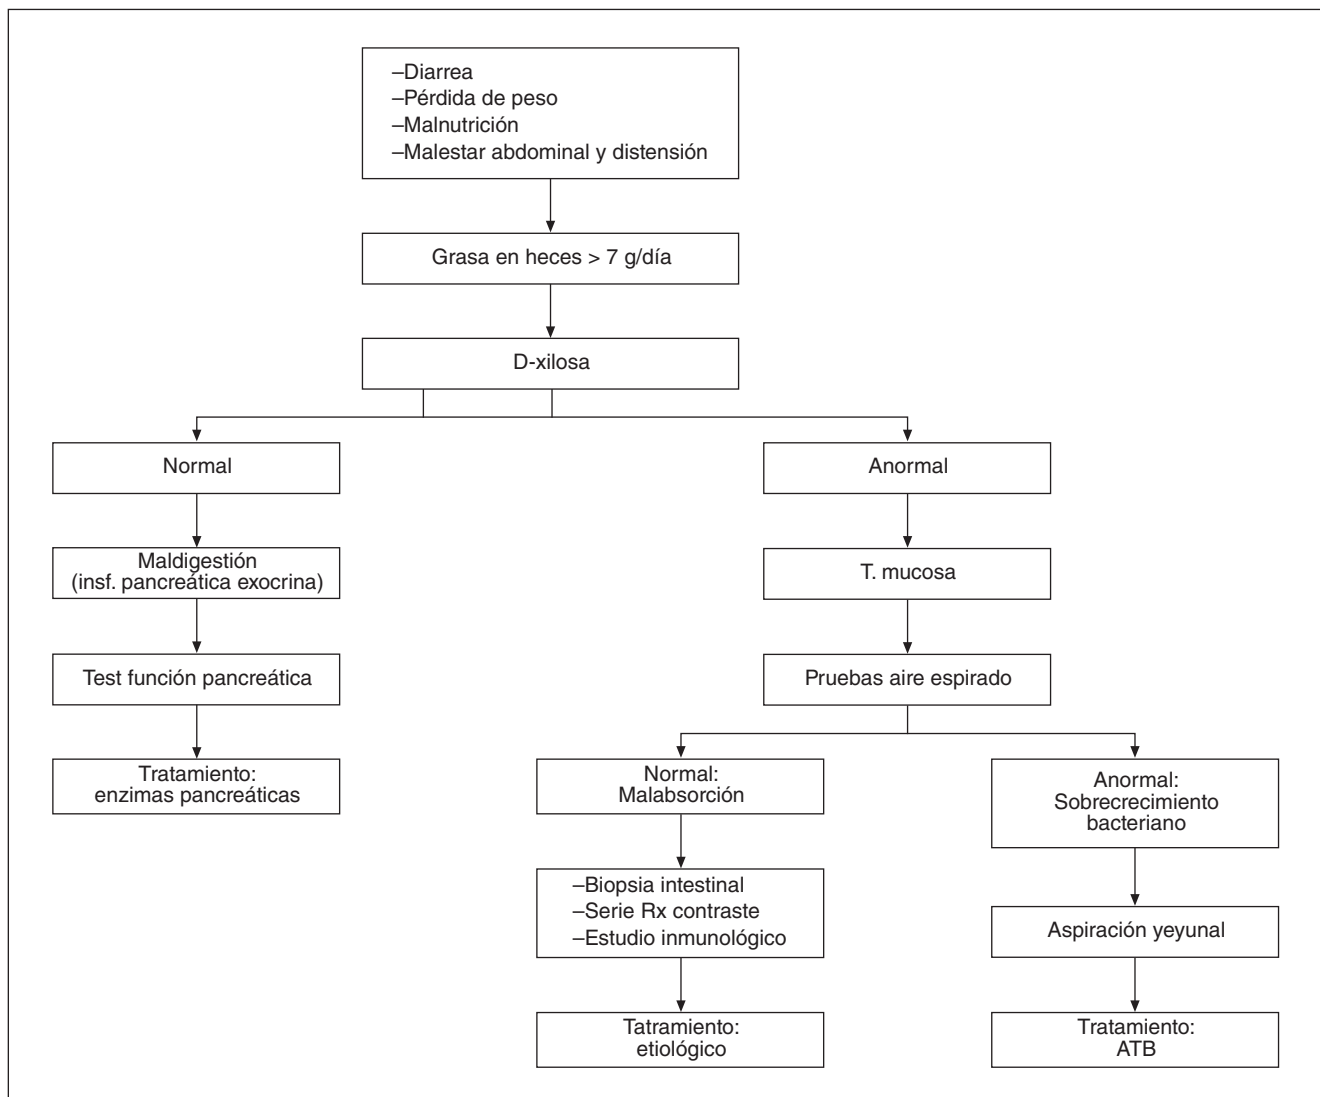 –Diarrea
–Pérdida de peso
–Malnutrición
–Malestar abdominal y distensión
Grasa en heces > 7 g/día
D-xilosa
Normal
Anormal
Maldigestión
(insf. pancreática exocrina)
T. mucosa
Test función pancreática
Pruebas aire espirado
Tratamiento:
enzimas pancreáticas
Normal:
Malabsorción
Anormal:
Sobrecrecimiento
bacteriano
–Biopsia intestinal
–Serie Rx contraste
–Estudio inmunológico
Aspiración yeyunal
Tatramiento:
etiológico
Tratamiento:
ATB